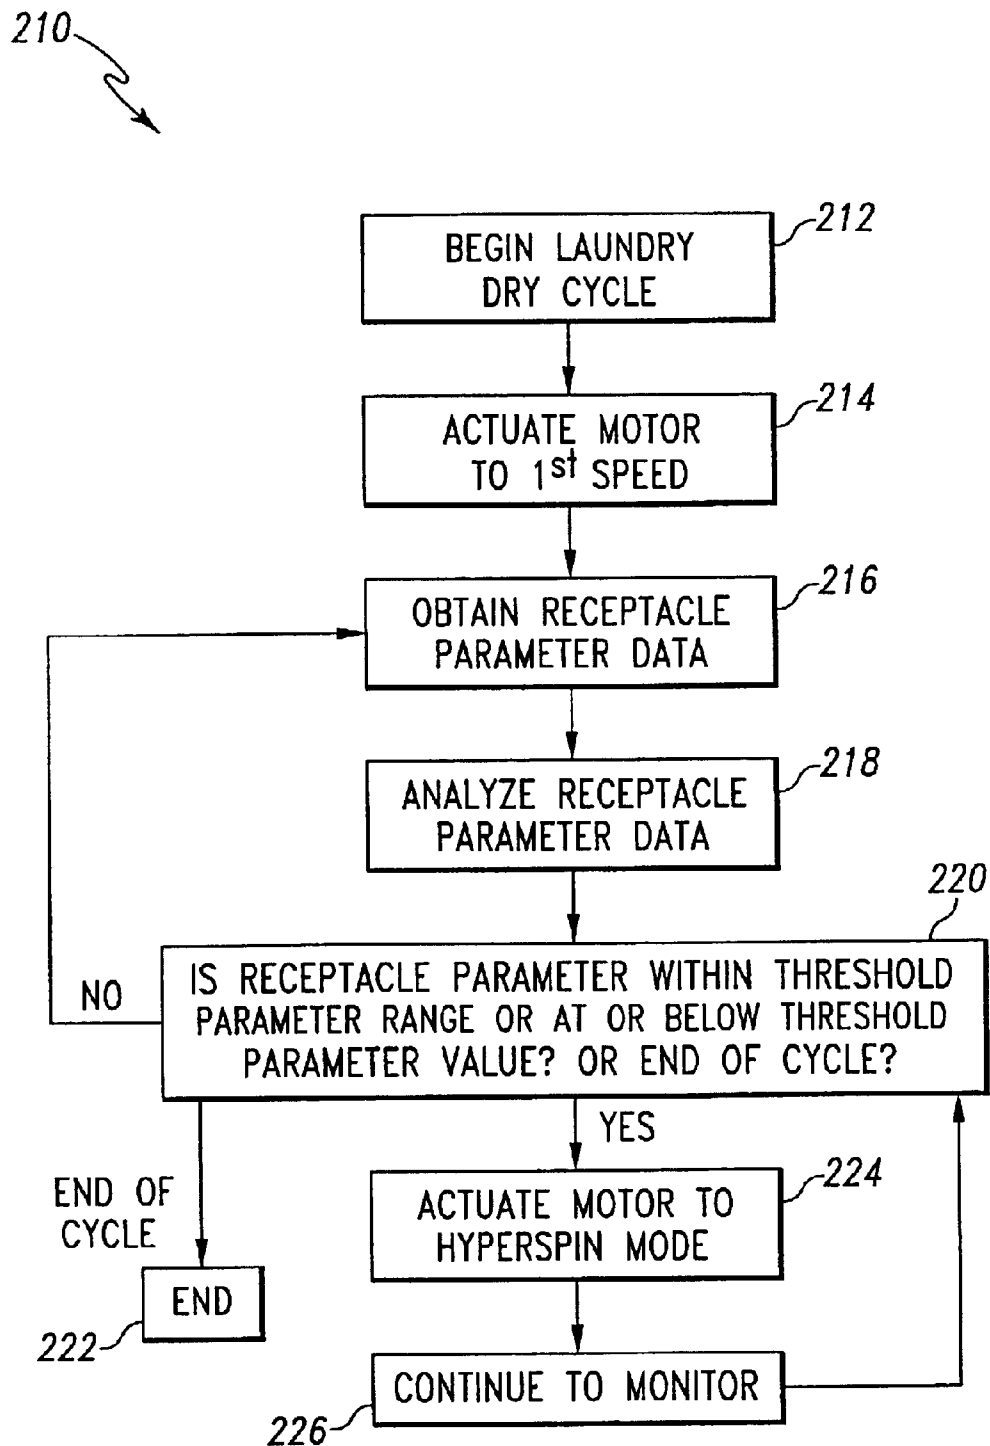 210
212
BEGIN LAUNDRY
DRY CYCLE
214
ACTUATE MOTOR
TO 1st SPEED
216
OBTAIN RECEPTACLE
PARAMETER DATA
218
ANALYZE RECEPTACLE
PARAMETER DATA
220
IS RECEPTACLE PARAMETER WITHIN THRESHOLD
PARAMETER RANGE OR AT OR BELOW THRESHOLD
PARAMETER VALUE? OR END OF CYCLE?
NO
YES
END OF
CYCLE
224
ACTUATE MOTOR TO
HYPERSPIN MODE
END
222
CONTINUE TO MONITOR
226